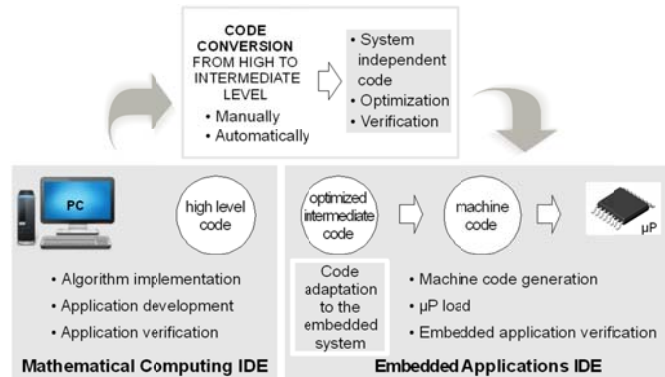 CODE
CONVERSION
FROM HIGH TO
INTERMEDIATE
LEVEL
• Manually
• Automatically
• System
independent
code
• Optimization
• Verification
PC
high level
code
• Algorithm implementation
• Application development
• Application verification
Mathematical Computing IDE
optimized
intermediate
code
machine
code
µP
Code
adaptation
to the
embedded
system
• Machine code generation
• µP load
• Embedded application verification
Embedded Applications IDE